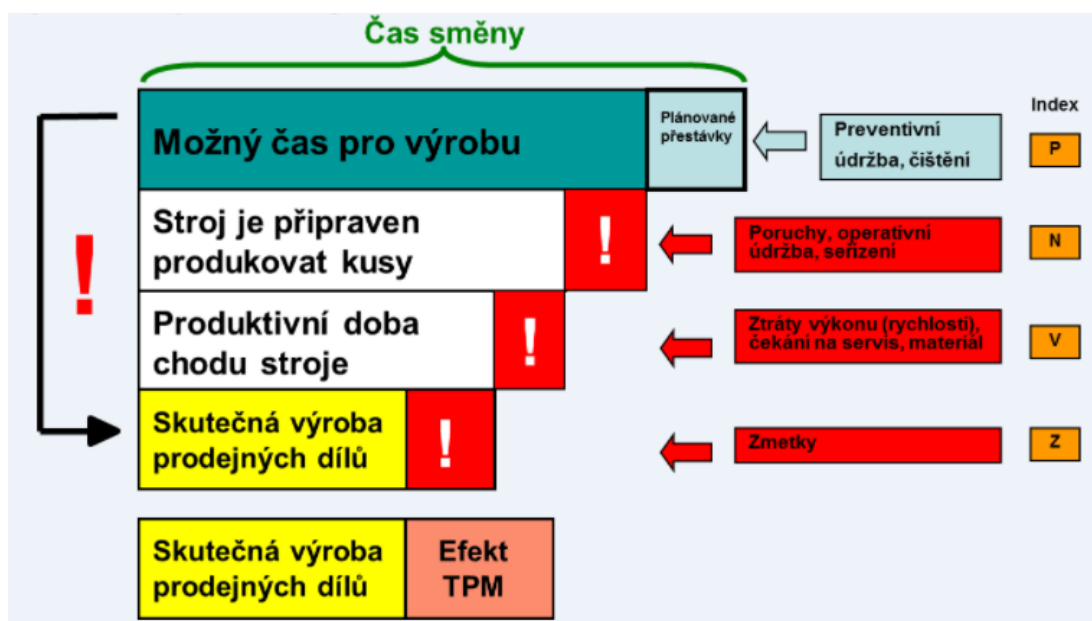 Čas směny
Možný čas pro výrobu
Plánované
přestávky
Preventivní
údržba, čištění
Index
P
Stroj je připraven
produkovat kusy
!
Poruchy, operativní
údržba, seřízení
N
!
Produktivní doba
chodu stroje
!
Ztráty výkonu (rychlosti),
čekání na servis, materiál
V
Skutečná výroba
prodejných dílů
!
Zmetky
Z
Skutečná výroba
prodejných dílů
Efekt
TPM